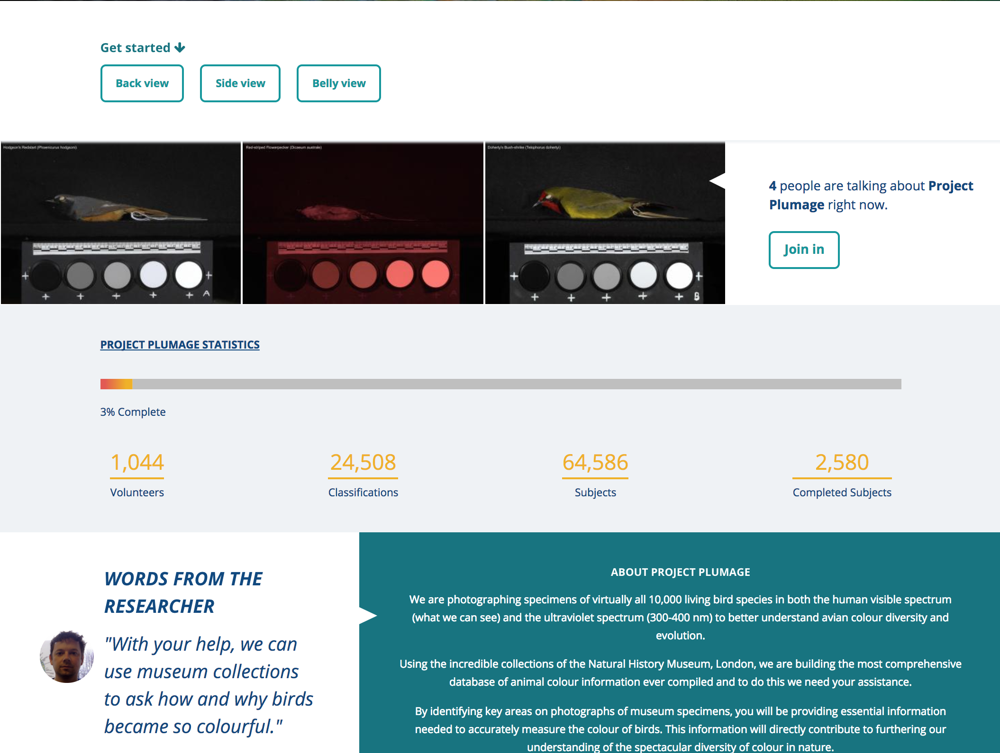 Get started
Back view
Side view
Belly view
Hodgson's Redstart (Phoenicurus hodgsoni)
Red-striped Flowerpecker (Dicaeum australe)
Doherty's Bush-shrike (Telophorus dohertyi)
A
A
B
4 people are talking about Project
Plumage right now.
Join in
PROJECT PLUMAGE STATISTICS
3% Complete
1,044
Volunteers
24,508
Classifications
64,586
Subjects
2,580
Completed Subjects
WORDS FROM THE
RESEARCHER
"With your help, we can
use museum collections
to ask how and why birds
became so colourful."
ABOUT PROJECT PLUMAGE
We are photographing specimens of virtually all 10,000 living bird species in both the human visible spectrum
(what we can see) and the ultraviolet spectrum (300-400 nm) to better understand avian colour diversity and
evolution.
Using the incredible collections of the Natural History Museum, London, we are building the most comprehensive
database of animal colour information ever compiled and to do this we need your assistance.
By identifying key areas on photographs of museum specimens, you will be providing essential information
needed to accurately measure the colour of birds. This information will directly contribute to furthering our
understanding of the spectacular diversity of colour in nature.